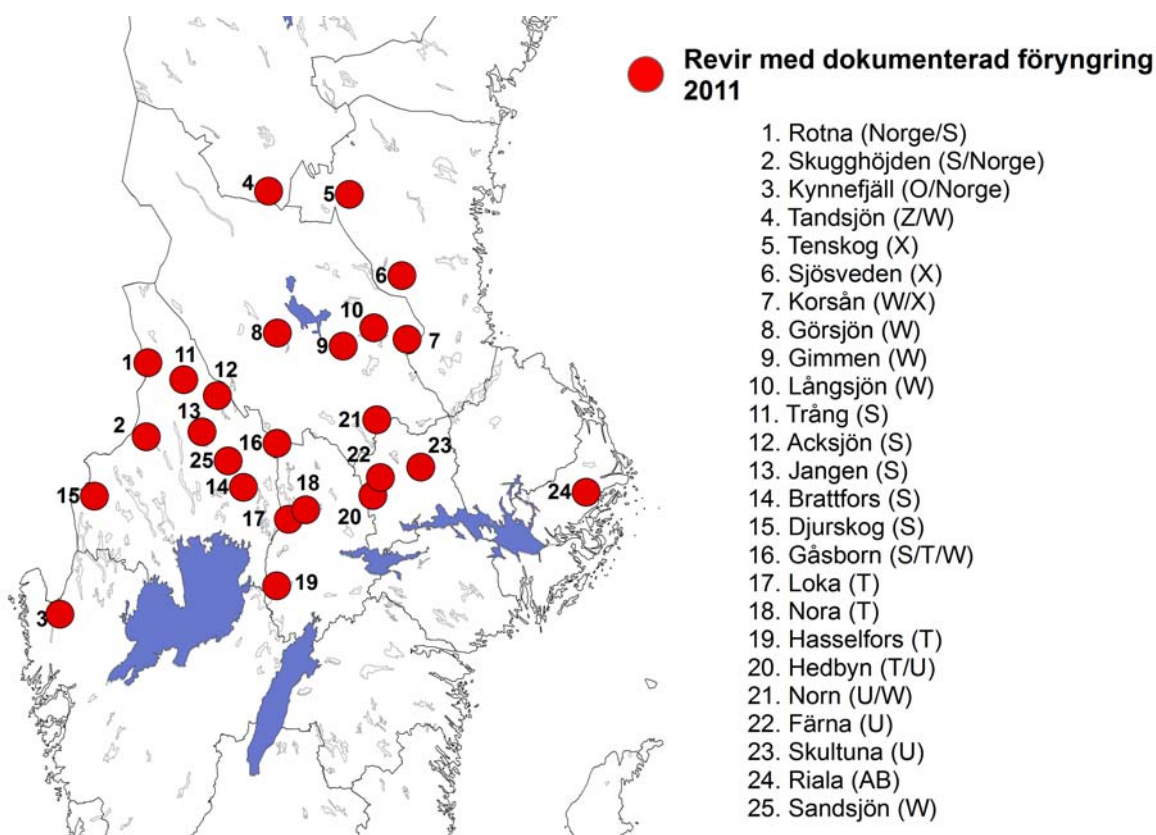 Revir med dokumenterad föryngring
2011
1. Rotna (Norge/S)
2. Skugghöjden (S/Norge)
3. Kynnefjäll (O/Norge)
4. Tandsjön (Z/W)
5. Tenskog (X)
6. Sjösveden (X)
7. Korsån (W/X)
8. Görsjön (W)
9. Gimmen (W)
10. Långsjön (W)
11. Trång (S)
12. Acksjön (S)
13. Jangen (S)
14. Brattfors (S)
15. Djurskog (S)
16. Gåsborn (S/T/W)
17. Loka (T)
18. Nora (T)
19. Hasselfors (T)
20. Hedbyn (T/U)
21. Norn (U/W)
22. Färna (U)
23. Skultuna (U)
24. Riala (AB)
25. Sandsjön (W)
4
5
6
10
8
9
7
1
11
12
21
2
13
16
25
22
23
15
14
18
17
20
24
19
3